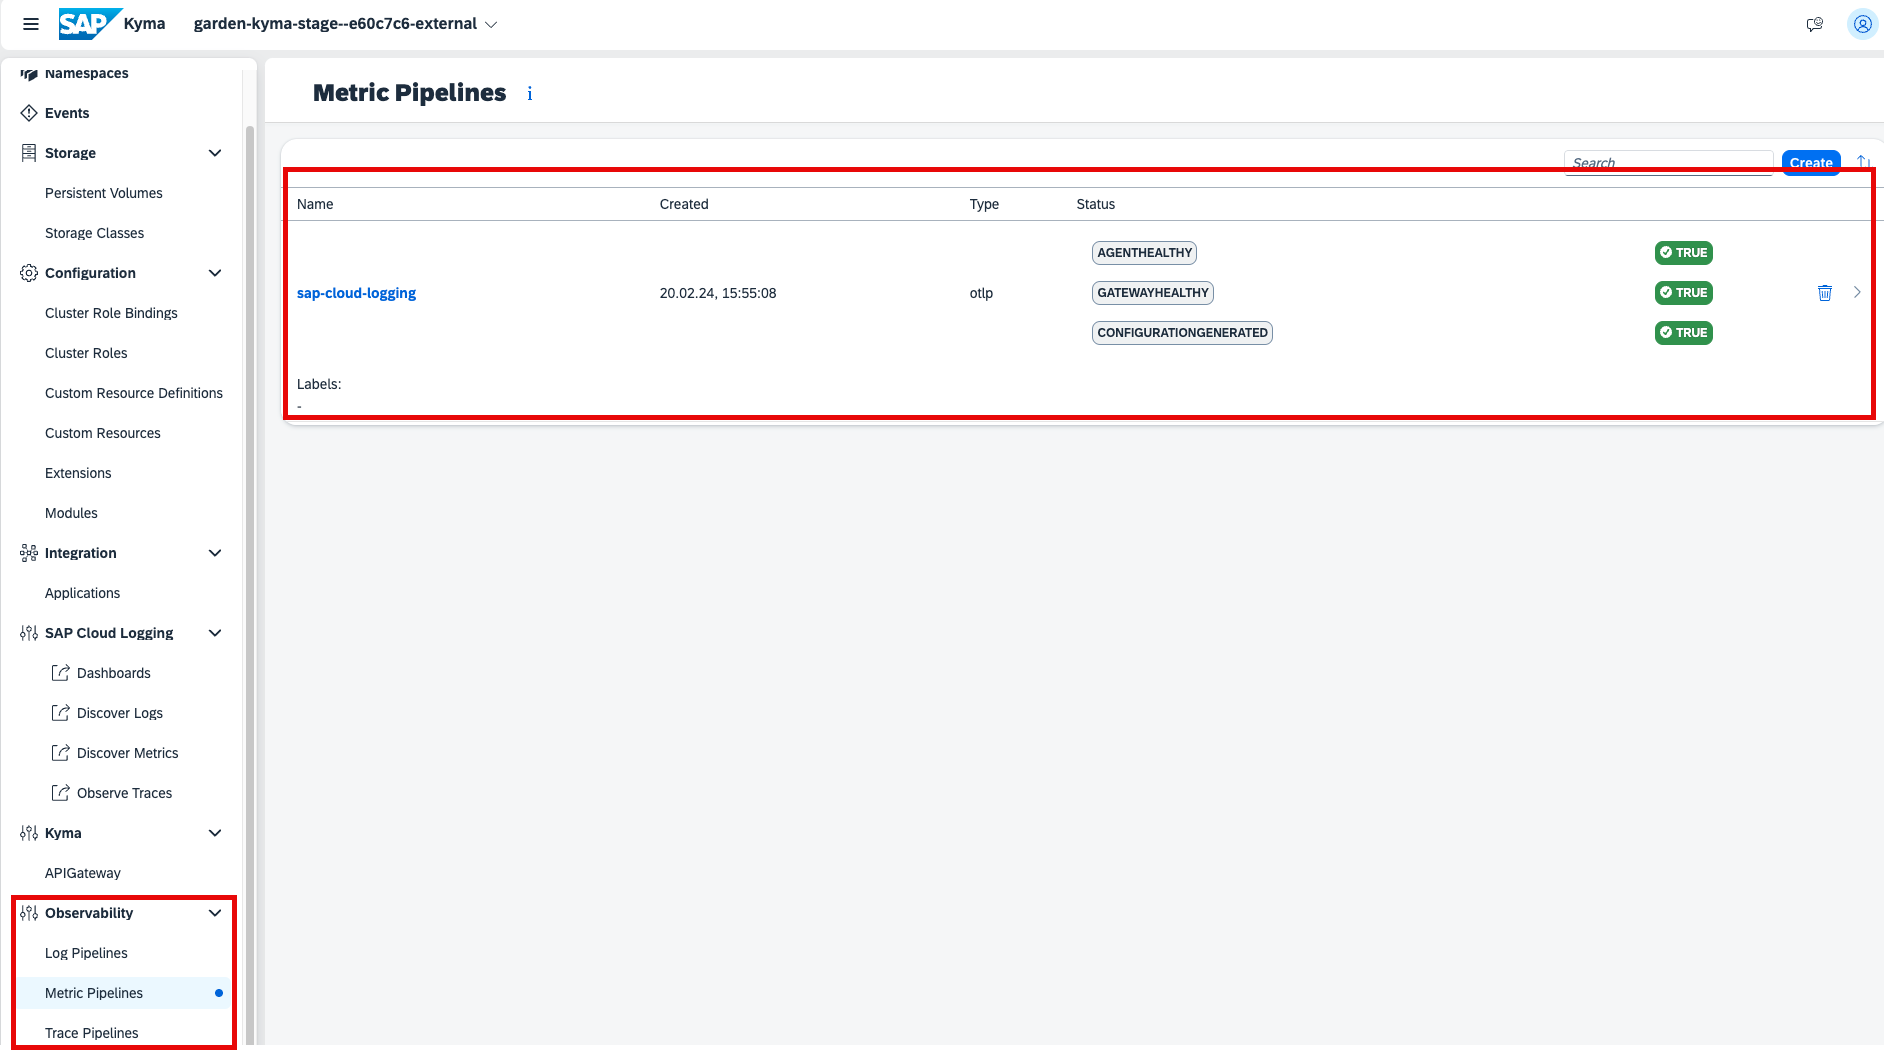 SAP Kyma garden-kyma-stage--e60c7c6-external
Namespaces
Events
Storage
Persistent Volumes
Storage Classes
Configuration
Cluster Role Bindings
Cluster Roles
Custom Resource Definitions
Custom Resources
Extensions
Modules
Integration
Applications
SAP Cloud Logging
Dashboards
Discover Logs
Discover Metrics
Observe Traces
Kyma
APIGateway
Observability
Log Pipelines
Metric Pipelines
Trace Pipelines
Metric Pipelines i
Search Create
Name Created Type Status
AGENTHEALTHY TRUE
sap-cloud-logging 20.02.24, 15:55:08 otlp GATEWAYHEALTHY TRUE
CONFIGURATIONGENERATED TRUE
Labels:
-